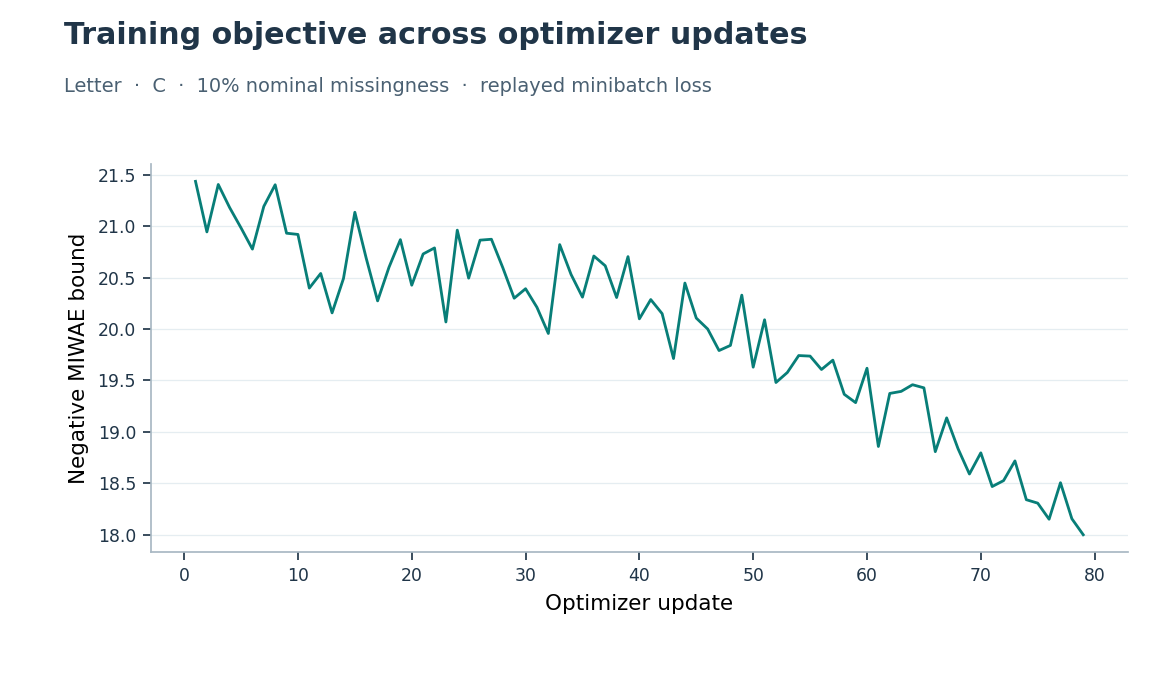 Training objective across optimizer updates
Letter · C · 10% nominal missingness · replayed minibatch loss
Negative MIWAE bound
21.5
21.0
20.5
20.0
19.5
19.0
18.5
18.0
0 10 20 30 40 50 60 70 80
Optimizer update